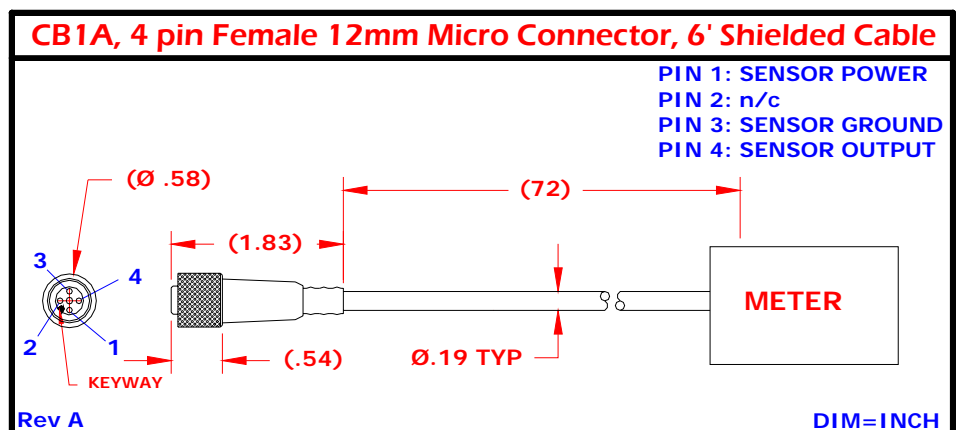 CB1A, 4 pin Female 12mm Micro Connector, 6' Shielded Cable
PIN 1: SENSOR POWER
PIN 2: n/c
PIN 3: SENSOR GROUND
PIN 4: SENSOR OUTPUT
(Ø .58)
(72)
(1.83)
3
4
METER
2
1
(.54)
Ø.19 TYP
KEYWAY
Rev A
DIM=INCH